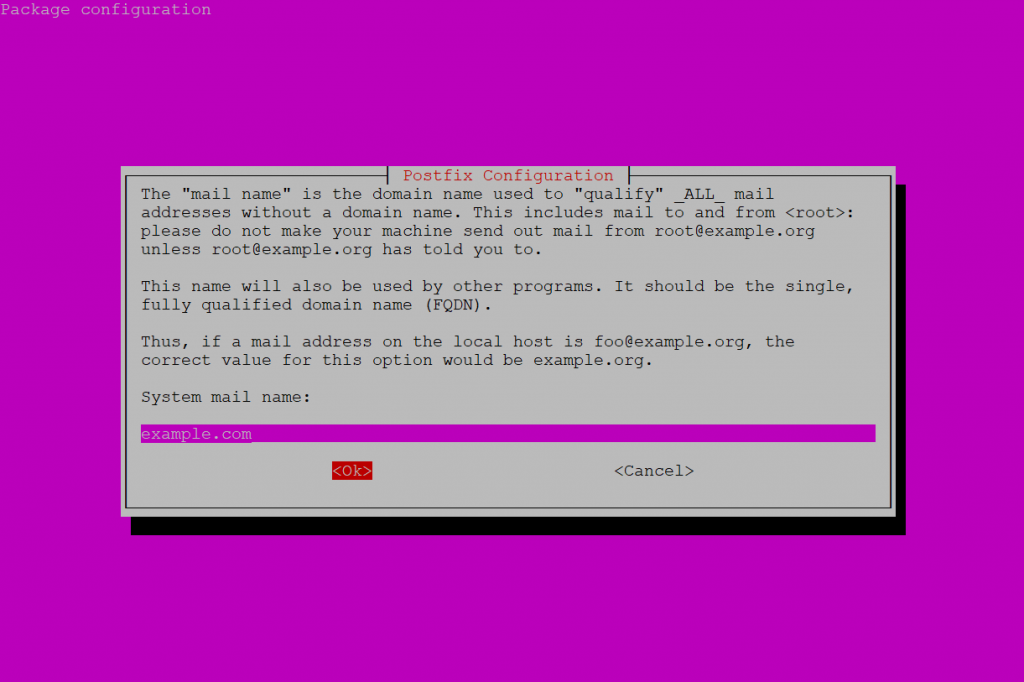 Package configuration
Postfix Configuration
The "mail name" is the domain name used to "qualify" _ALL_ mail
addresses without a domain name. This includes mail to and from <root>:
please do not make your machine send out mail from root@example.org
unless root@example.org has told you to.
This name will also be used by other programs. It should be the single,
fully qualified domain name (FQDN).
Thus, if a mail address on the local host is foo@example.org, the
correct value for this option would be example.org.
System mail name:
example.com
<Ok> <Cancel>